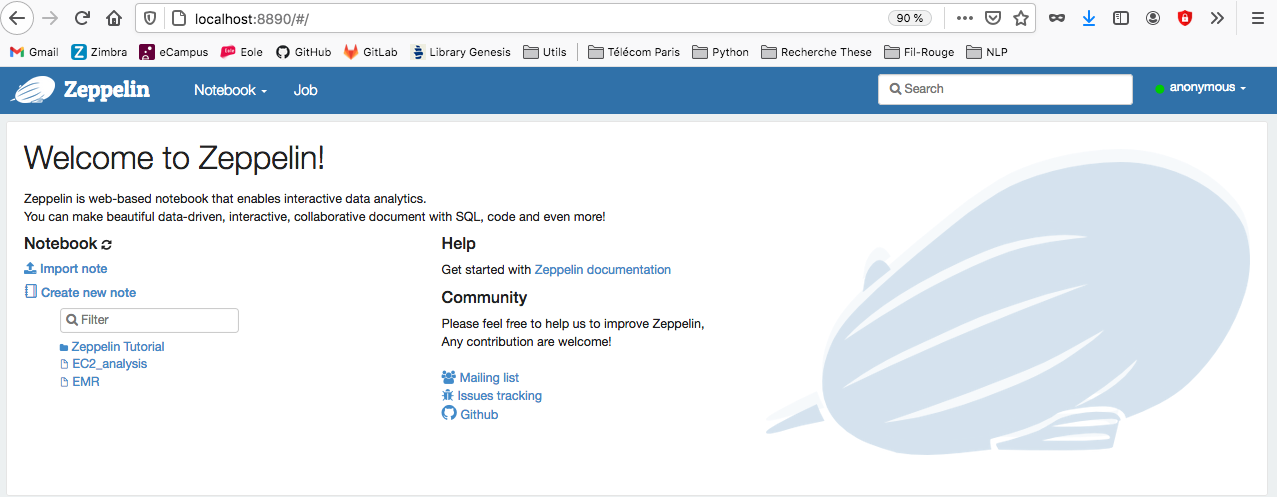 localhost:8890/#/
90 %
Gmail
Zimbra
eCampus
Eole
GitHub
GitLab
Library Genesis
Utils
Télécom Paris
Python
Recherche These
Fil-Rouge
NLP
Zeppelin
Notebook
Job
Search
anonymous
Welcome to Zeppelin!
Zeppelin is web-based notebook that enables interactive data analytics.
You can make beautiful data-driven, interactive, collaborative document with SQL, code and even more!
Notebook
Import note
Create new note
Filter
Zeppelin Tutorial
EC2_analysis
EMR
Help
Get started with Zeppelin documentation
Community
Please feel free to help us to improve Zeppelin,
Any contribution are welcome!
Mailing list
Issues tracking
Github